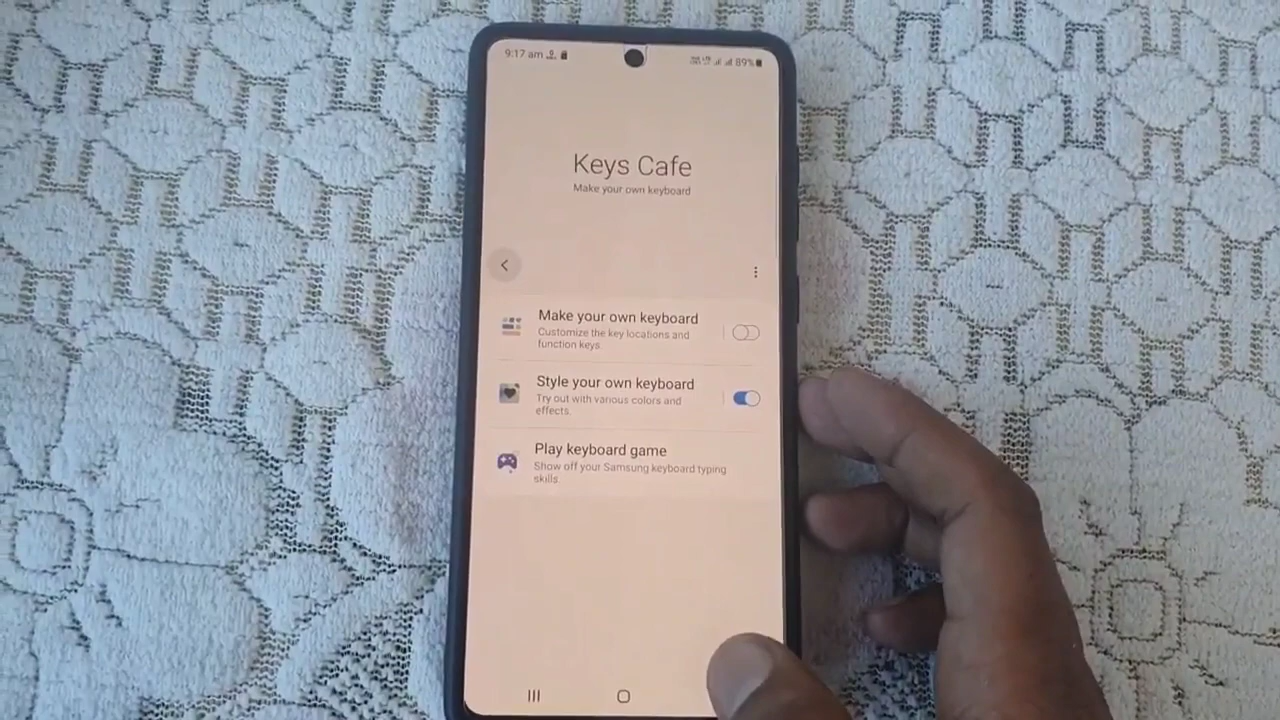 9:17 am
89%
Keys Cafe
Make your own keyboard
Make your own keyboard
Customize the key locations and
function keys.
Style your own keyboard
Try out with various colors and
effects.
Play keyboard game
Show off your Samsung keyboard typing
skills.